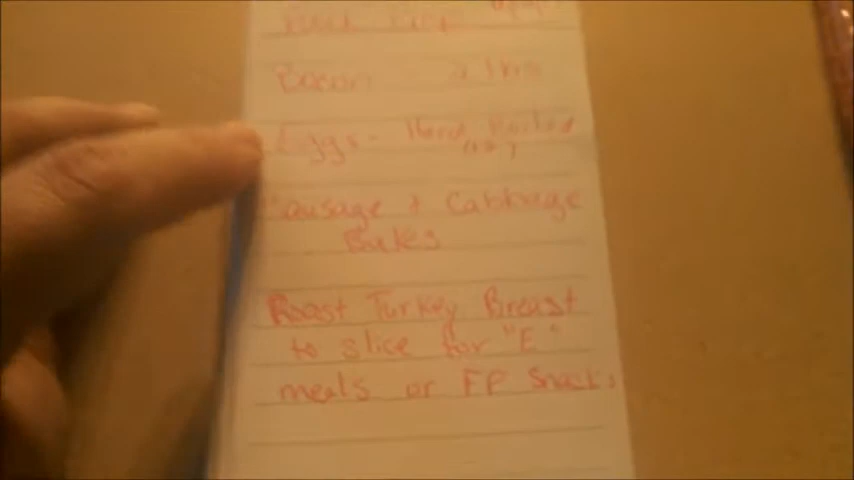 Bacon
Eggs - Hard Boiled
Sausage & Cabbage
Bakes
Roast Turkey Breast
to slice for "E"
meals or FP Snacks